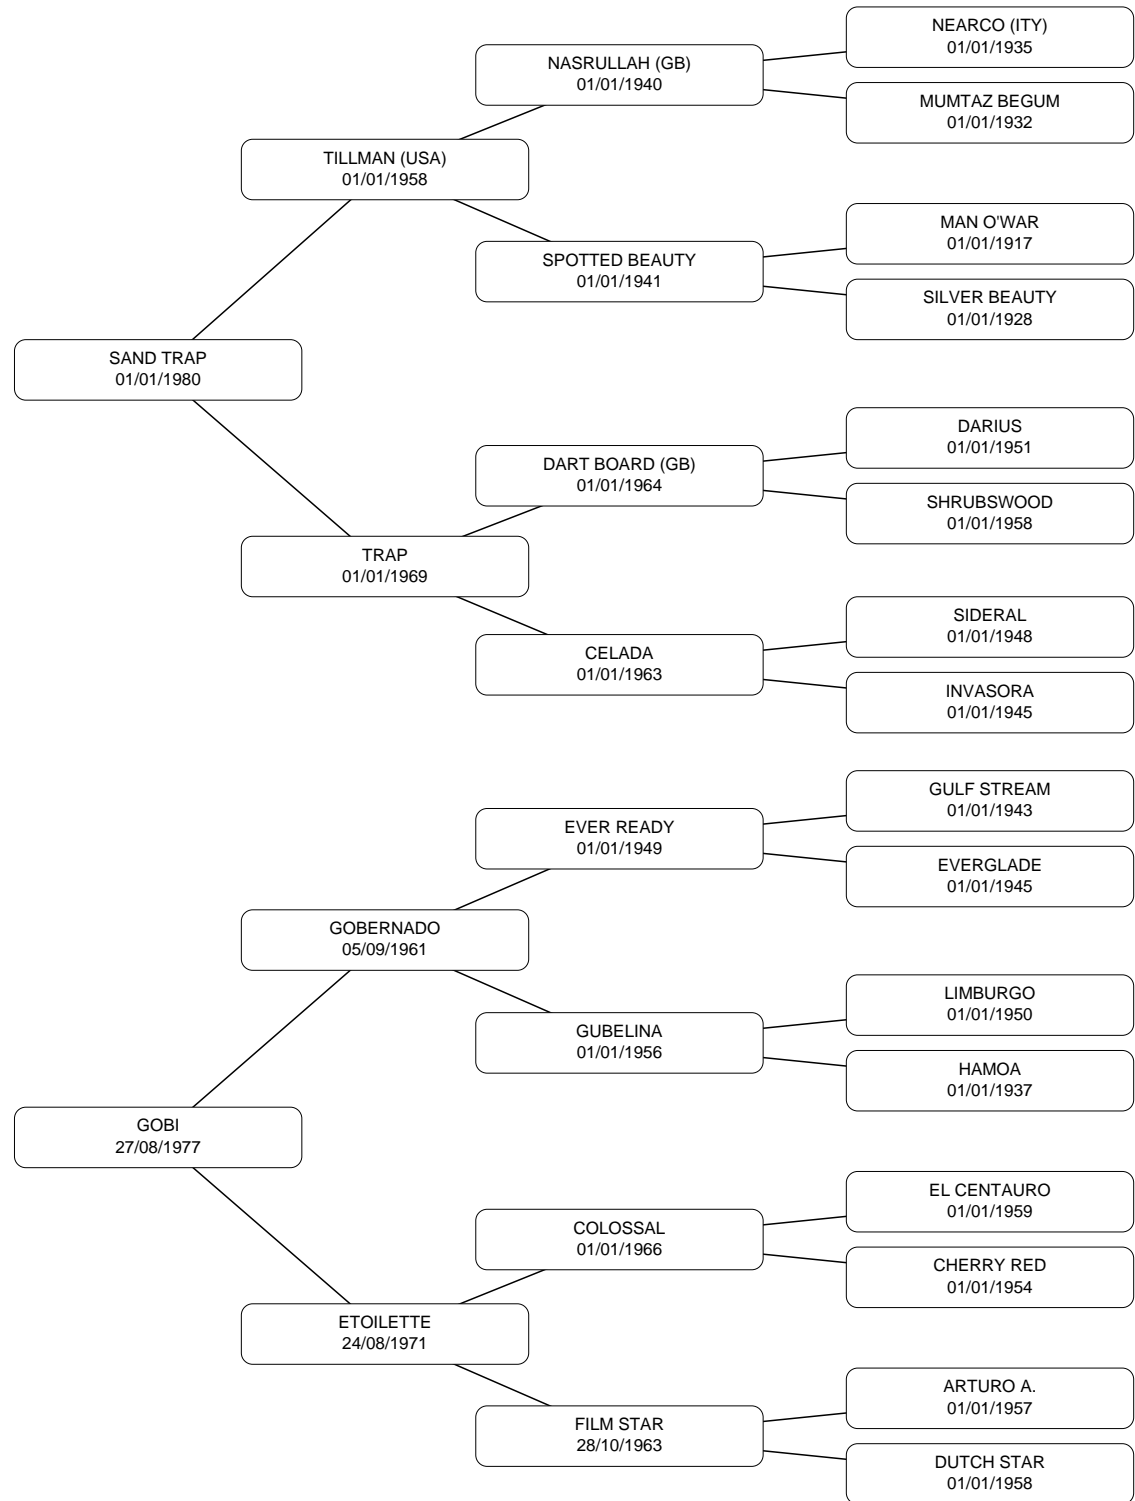 NEARCO (ITY)
01/01/1935
NASRULLAH (GB)
01/01/1940
MUMTAZ BEGUM
01/01/1932
TILLMAN (USA)
01/01/1958
MAN O'WAR
01/01/1917
SPOTTED BEAUTY
01/01/1941
SILVER BEAUTY
01/01/1928
SAND TRAP
01/01/1980
DARIUS
01/01/1951
DART BOARD (GB)
01/01/1964
SHRUBSWOOD
01/01/1958
TRAP
01/01/1969
SIDERAL
01/01/1948
CELADA
01/01/1963
INVASORA
01/01/1945
GULF STREAM
01/01/1943
EVER READY
01/01/1949
EVERGLADE
01/01/1945
GOBERNADO
05/09/1961
LIMBURGO
01/01/1950
GUBELINA
01/01/1956
HAMOA
01/01/1937
GOBI
27/08/1977
EL CENTAURO
01/01/1959
COLOSSAL
01/01/1966
CHERRY RED
01/01/1954
ETOILETTE
24/08/1971
ARTURO A.
01/01/1957
FILM STAR
28/10/1963
DUTCH STAR
01/01/1958